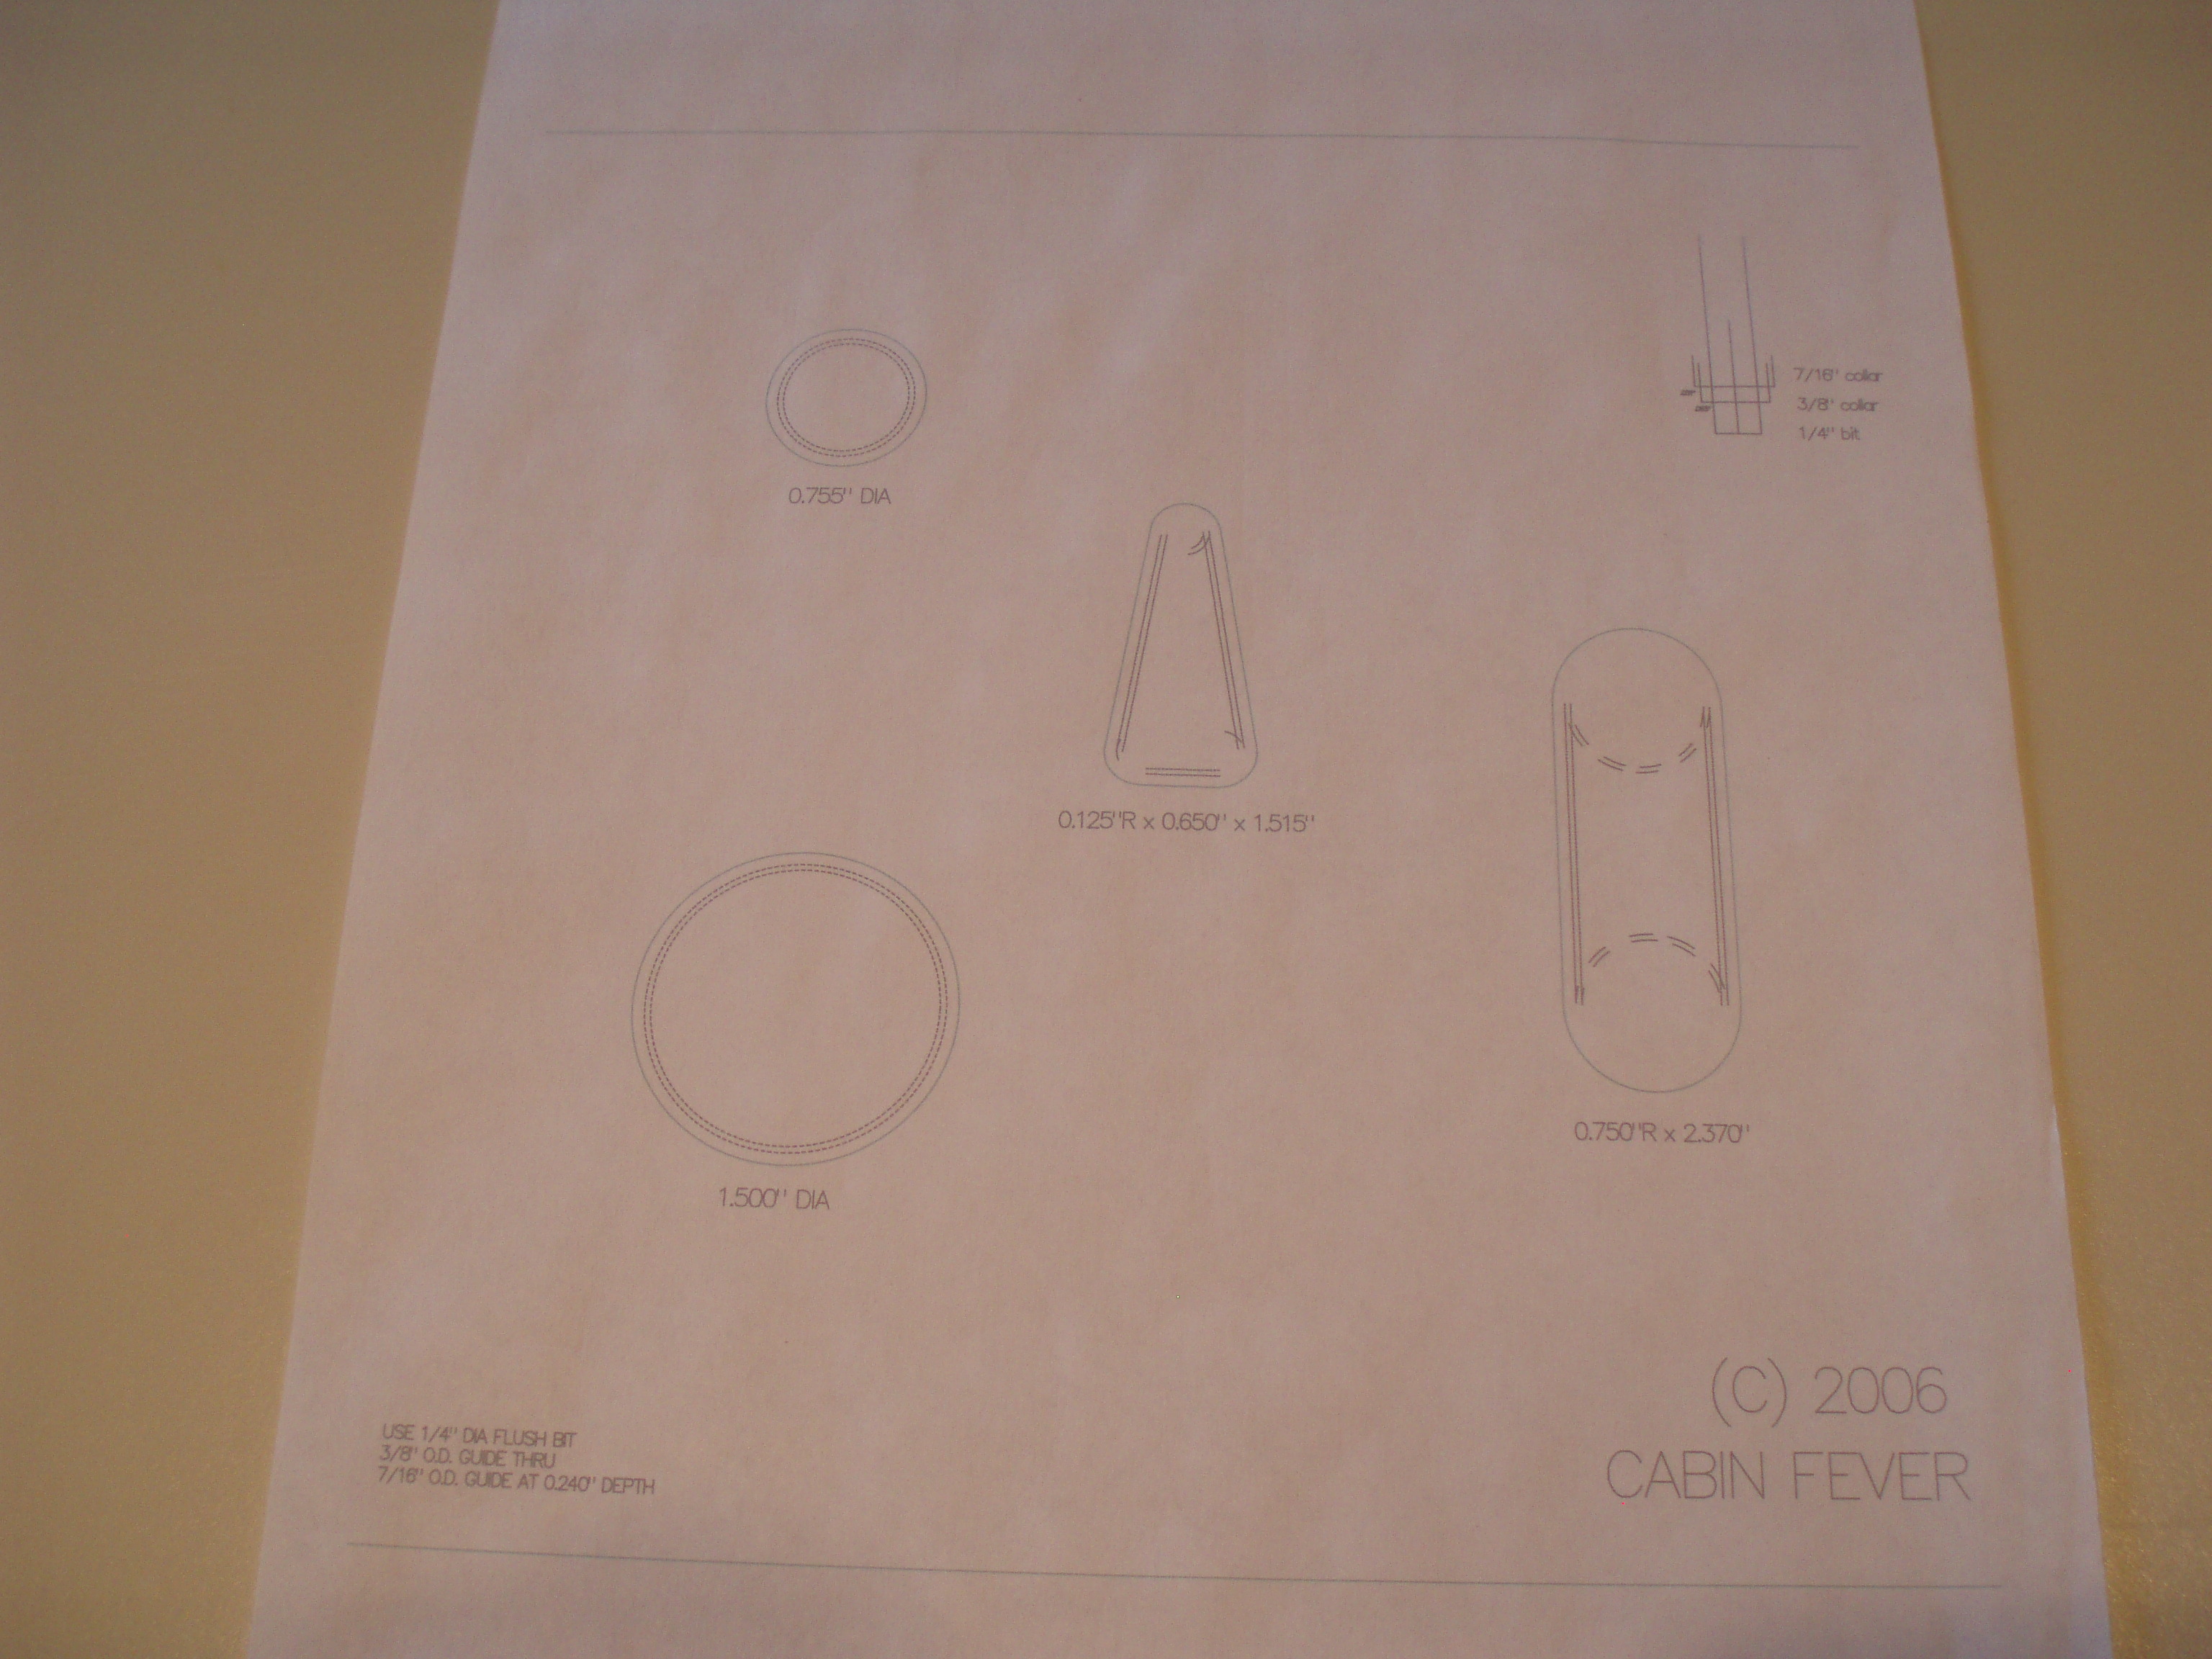 7/16" collar
3/8" collar
1/4" bit
0.755" DIA
0.125"R x 0.650" x 1.515"
0.750"R x 2.370"
1.500" DIA
(C) 2006
CABIN FEVER
USE 1/4" DIA FLUSH BIT
3/8" O.D. GUIDE THRU
7/16" O.D. GUIDE AT 0.240" DEPTH